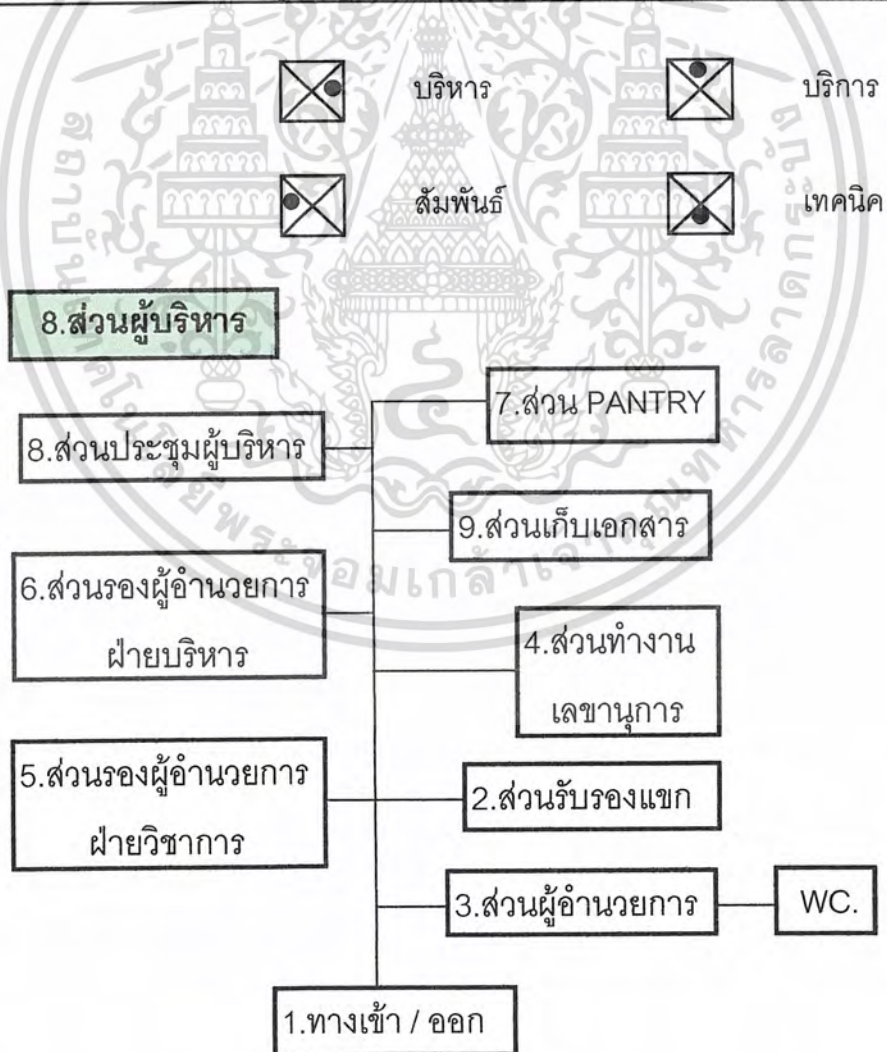 บริหาร
บริการ
สัมพันธ์
เทคนิค
8.ส่วนผู้บริหาร
7.ส่วน PANTRY
8.ส่วนประชุมผู้บริหาร
9.ส่วนเก็บเอกสาร
6.ส่วนรองผู้อำนวยการ
ฝ่ายบริหาร
4.ส่วนทำงาน
เลขานุการ
5.ส่วนรองผู้อำนวยการ
ฝ่ายวิชาการ
2.ส่วนรับรองแขก
3.ส่วนผู้อำนวยการ
WC.
1.ทางเข้า / ออก